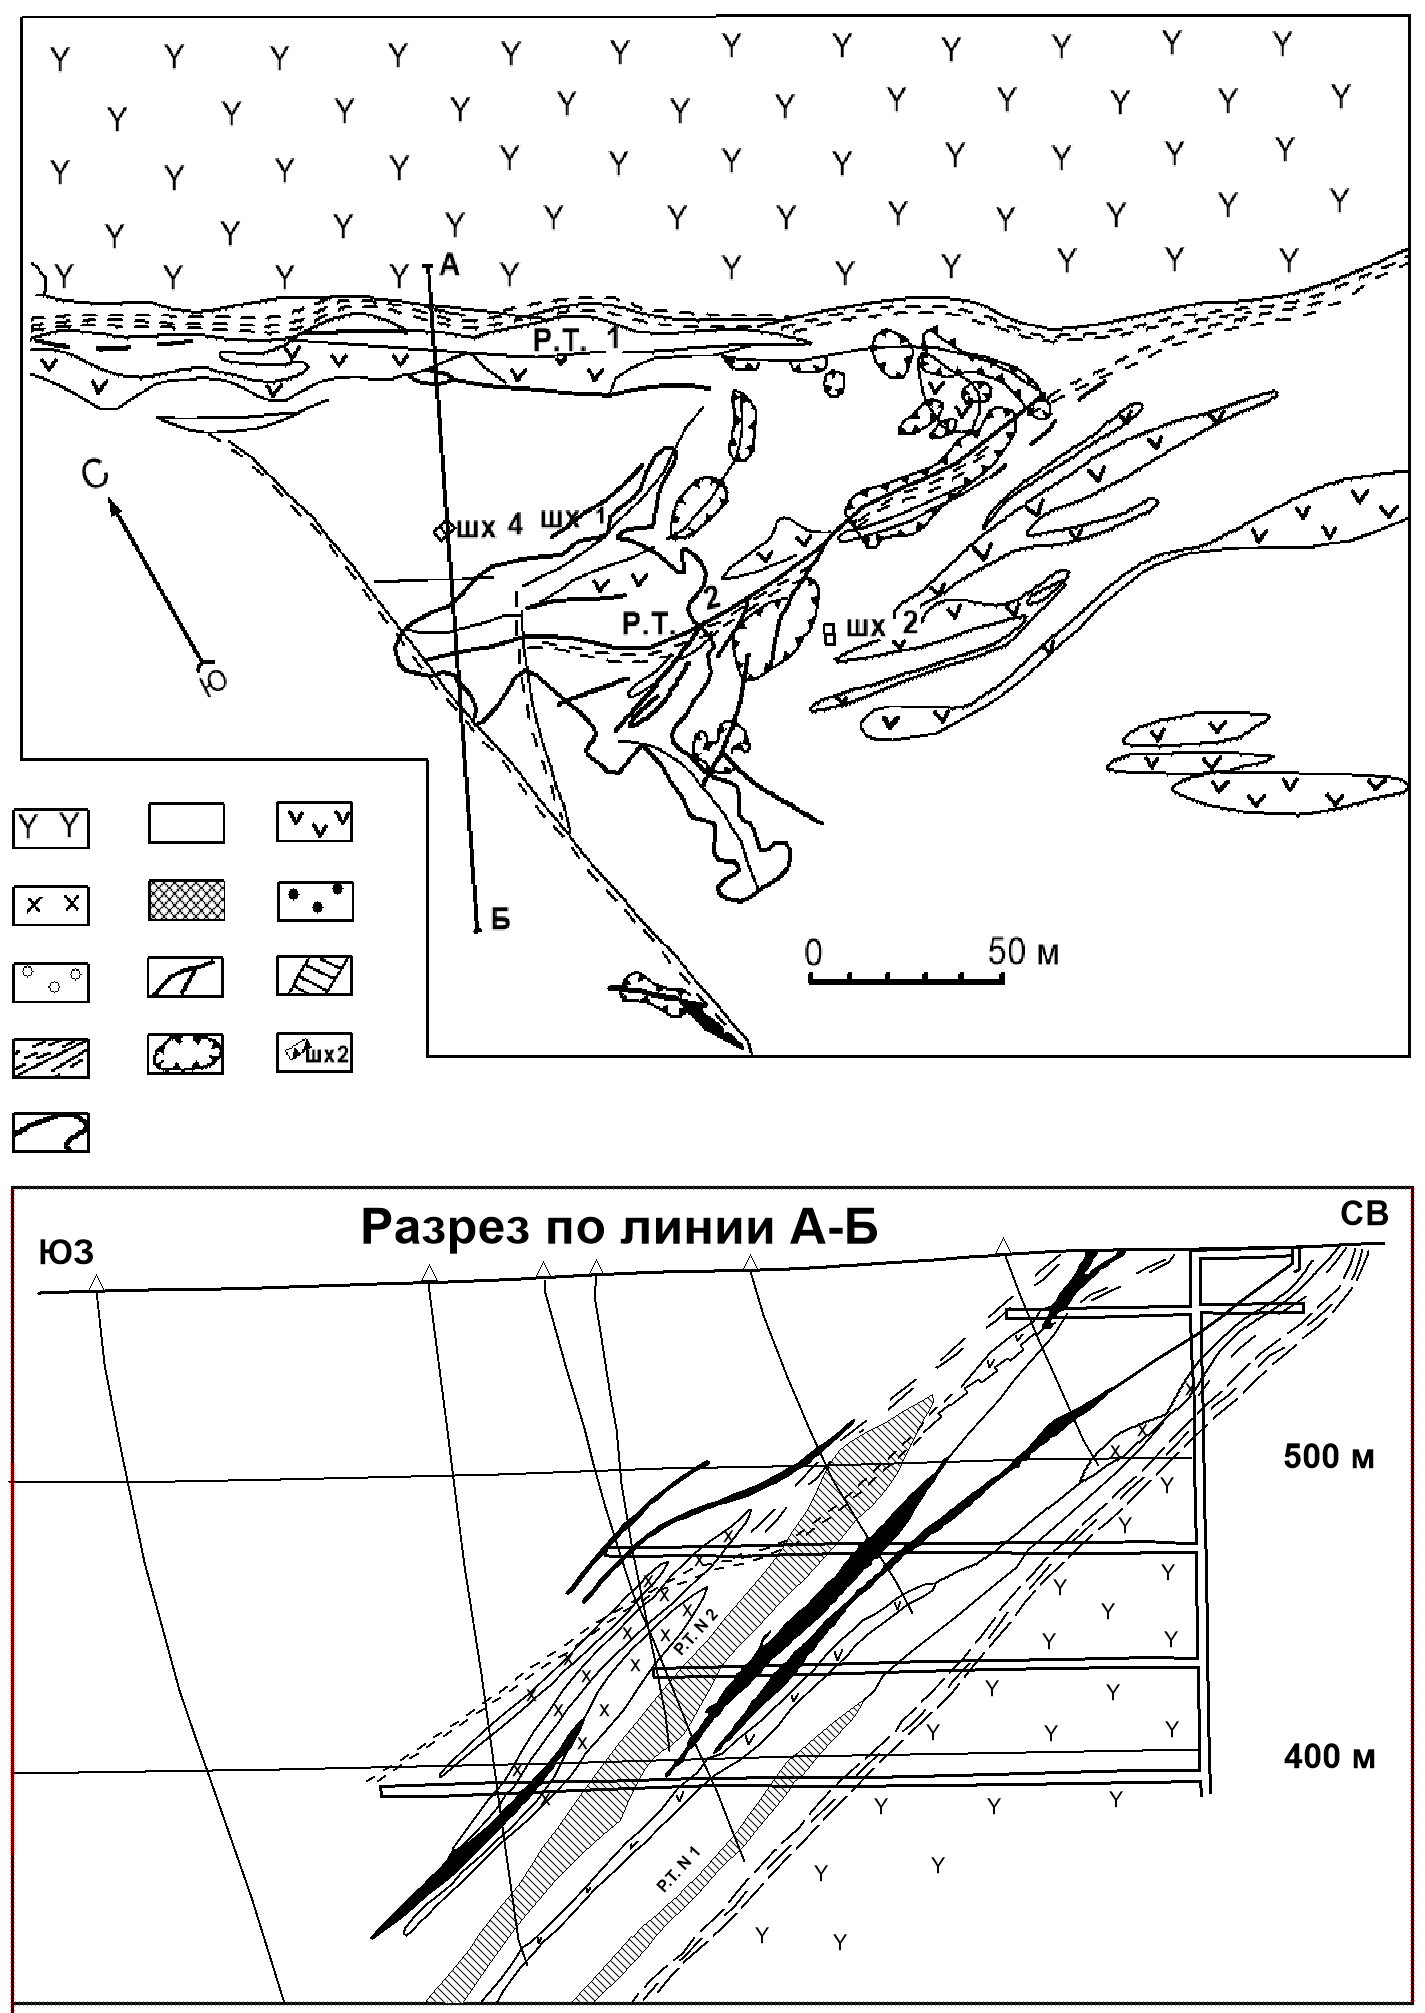 А
Р.Т. 1
С
шх 4
шх 1
2
Р.Т.
шх 2
Ю
Б
0
50 м
шх2
Разрез по линии А-Б
СВ
ЮЗ
500 м
Р.Т. N 2
400 м
Р.Т. N 1